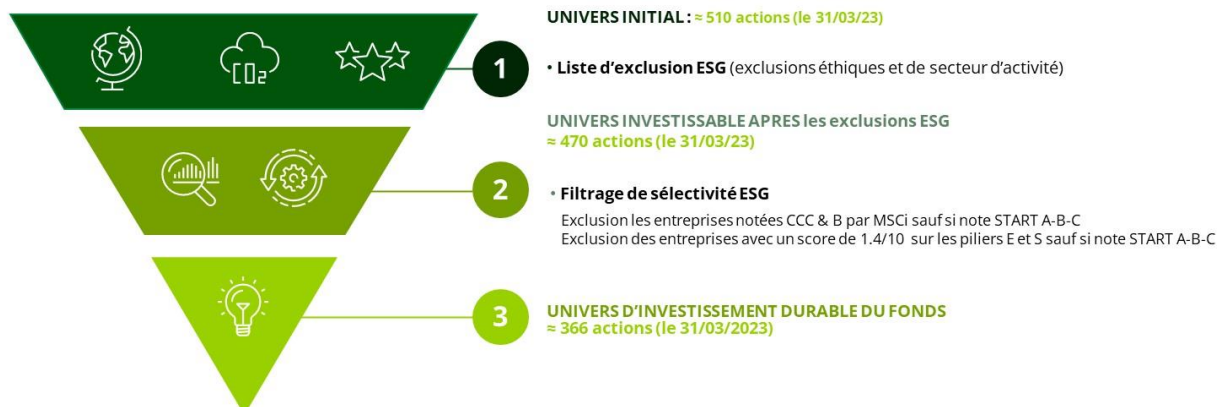 UNIVERS INITIAL : ≈ 510 actions (le 31/03/23)
CO2
1
• Liste d'exclusion ESG (exclusions éthiques et de secteur d'activité)
UNIVERS INVESTISSABLE APRES les exclusions ESG
≈ 470 actions (le 31/03/23)
2
• Filtrage de sélectivité ESG
Exclusion les entreprises notées CCC & B par MSCi sauf si note START A-B-C
Exclusion des entreprises avec un score de 1.4/10 sur les piliers E et S sauf si note START A-B-C
3
UNIVERS D'INVESTISSEMENT DURABLE DU FONDS
≈ 366 actions (le 31/03/2023)